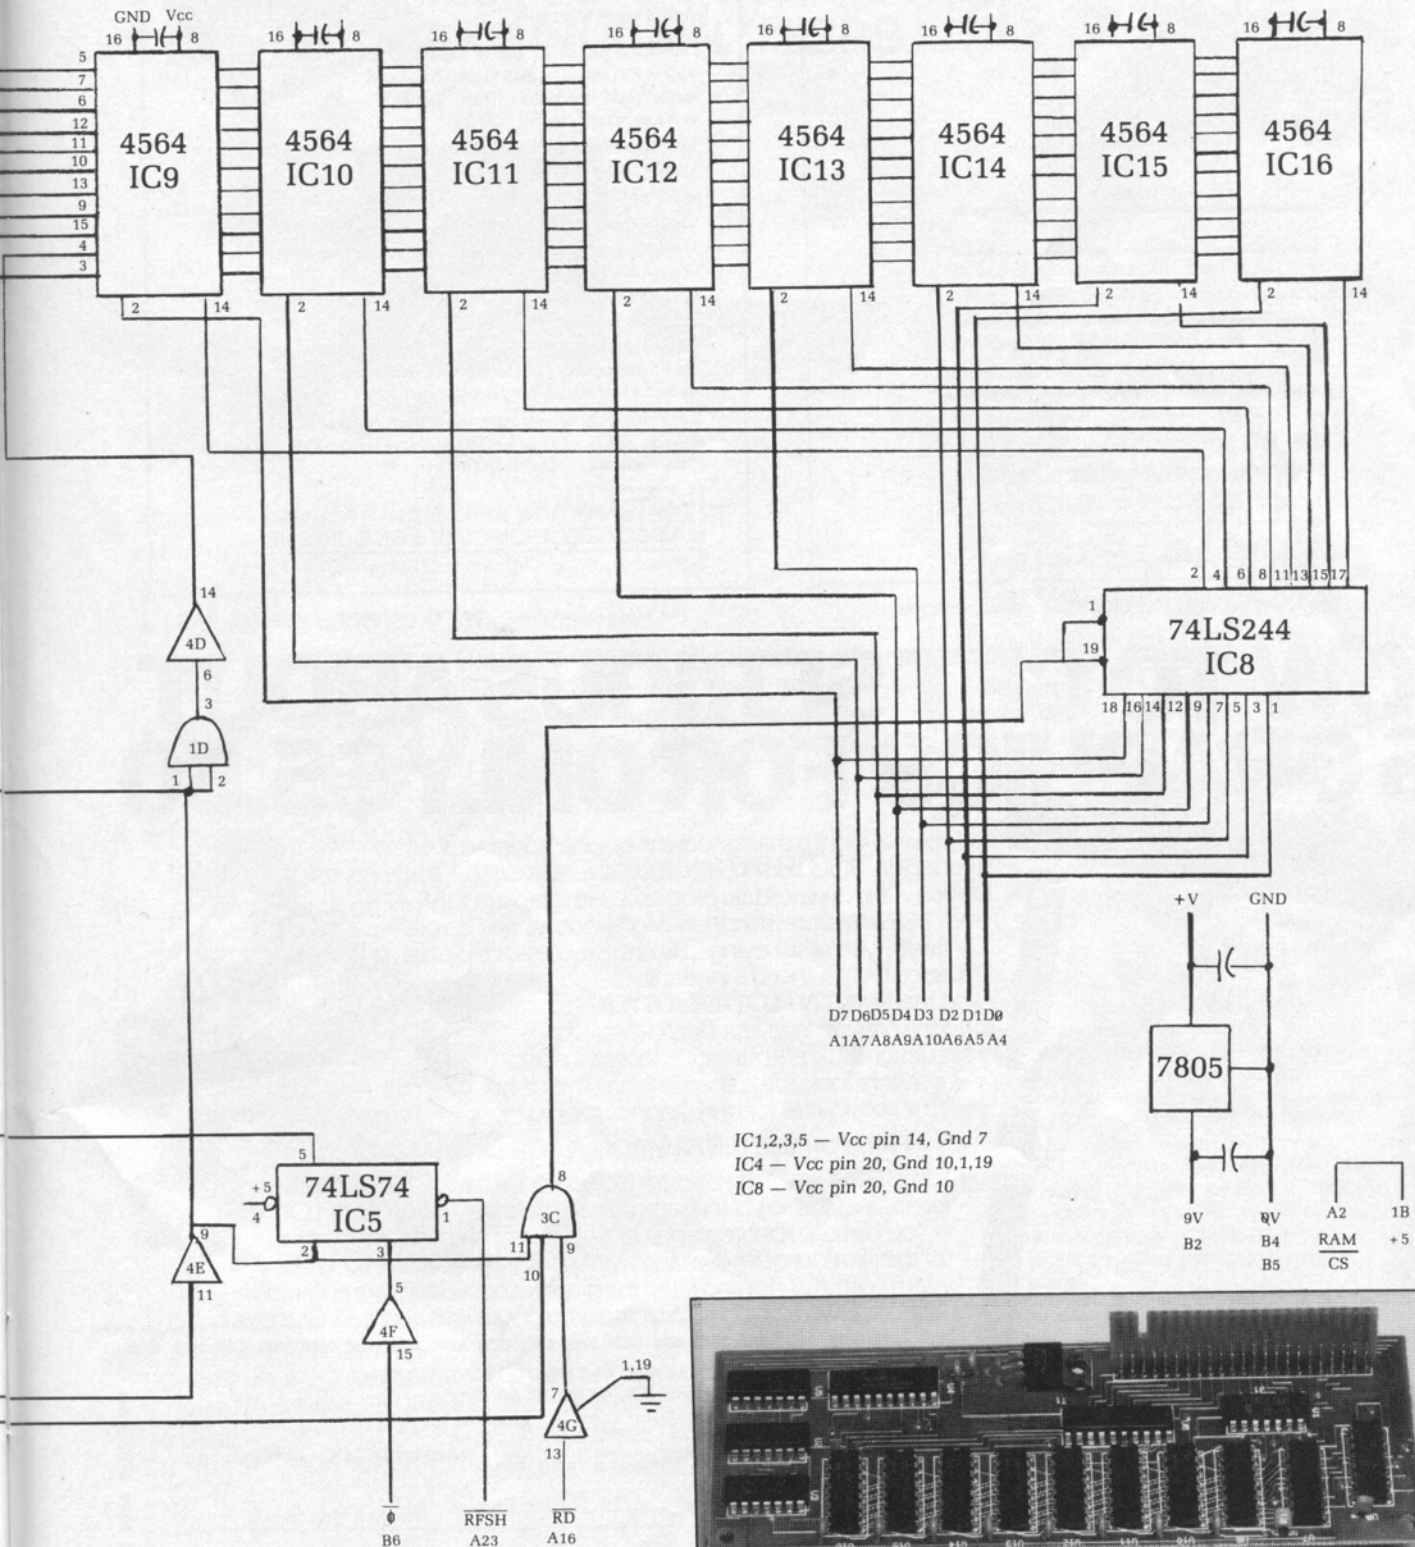 GND Vcc
16 8 16 8 16 8 16 8 16 8 16 8 16 8 16 8
5
7
6
12
11
10
13
9
15
4
3
4564
IC9
4564
IC10
4564
IC11
4564
IC12
4564
IC13
4564
IC14
4564
IC15
4564
IC16
2 14 2 14 2 14 2 14 2 14 2 14 2 14 2 14
2 4 6 8 11 13 15 17
1
19
74LS244
IC8
18 16 14 12 9 7 5 3 1
14
4D
6
3
1D
1 2
+V GND
7805
9V
B2
0V
B4
B5
A2
RAM
CS
1B
+5
D7 D6 D5 D4 D3 D2 D1 D0
A1 A7 A8 A9 A10 A6 A5 A4
IC1,2,3,5 — Vcc pin 14, Gnd 7
IC4 — Vcc pin 20, Gnd 10,1,19
IC8 — Vcc pin 20, Gnd 10
5
+5
4
74LS74
IC5
1
2 3
9
4E
11
5
4F
15
8
3C
11
10
9
7
4G
13
1,19
ϕ
B6
RFSH
A23
RD
A16